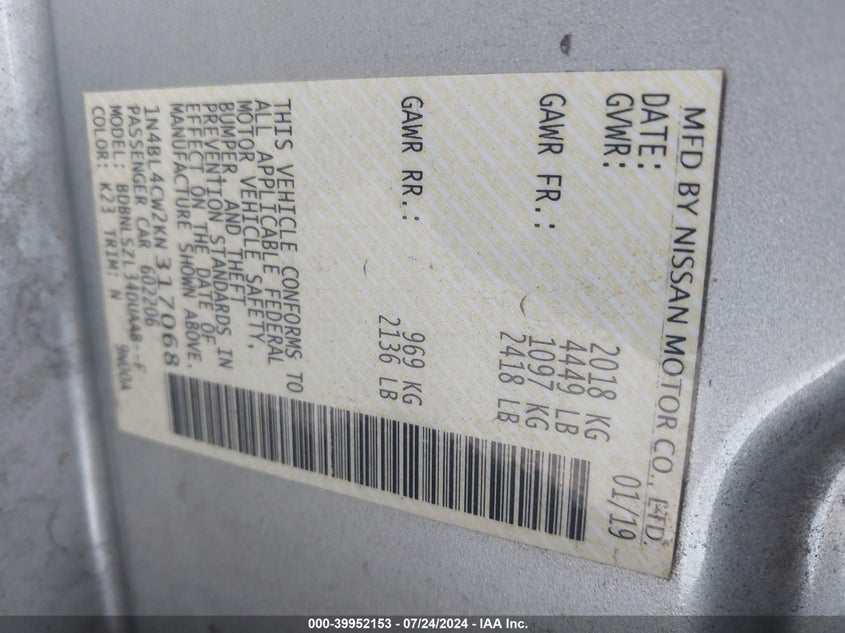 MFD BY NISSAN MOTOR CO., LTD.
DATE: 01/19
GVWR: 2018 KG
4449 LB
GAWR FR.: 1097 KG
2418 LB
GAWR RR.: 969 KG
2136 LB
THIS VEHICLE CONFORMS TO
ALL APPLICABLE FEDERAL
MOTOR VEHICLE SAFETY,
BUMPER, AND THEFT
PREVENTION STANDARDS IN
EFFECT ON THE DATE OF
MANUFACTURE SHOWN ABOVE.
1N4BL4CW2KN317068
PASSENGER CAR 602206
MODEL: BDBNLSZL34DUAAB--F
COLOR: K23 TRIM: N 9N00A
000-39952153 - 07/24/2024 - IAA Inc.